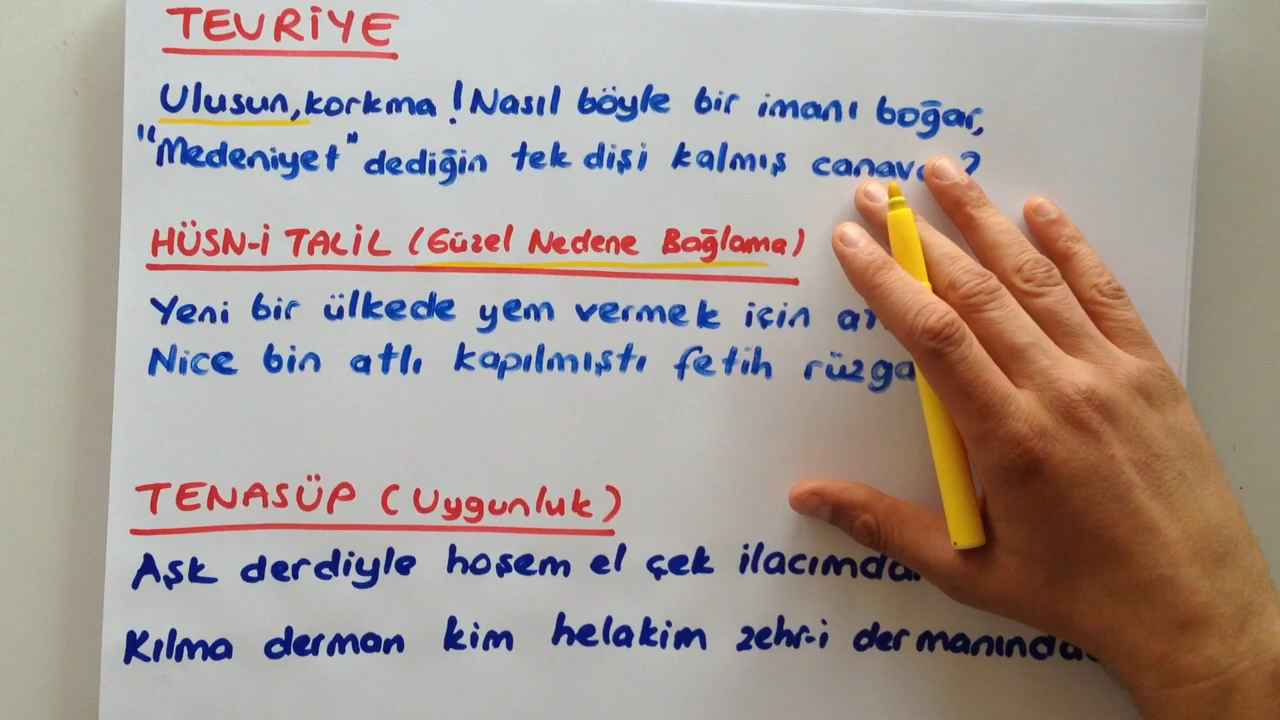 TEVRİYE
Ulusun, korkma! Nasıl böyle bir imanı boğar,
"Medeniyet" dediğin tek dişi kalmış ?
HÜSN-İ TALİL (Güzel Nedene Bağlama)
Yeni bir ülkede yem vermek için
Nice bin atlı kapılmıştı fetih
TENASÜP (Uygunluk)
Aşk derdiyle hoşem el çek
Kılma derman kim helakim zehr-i